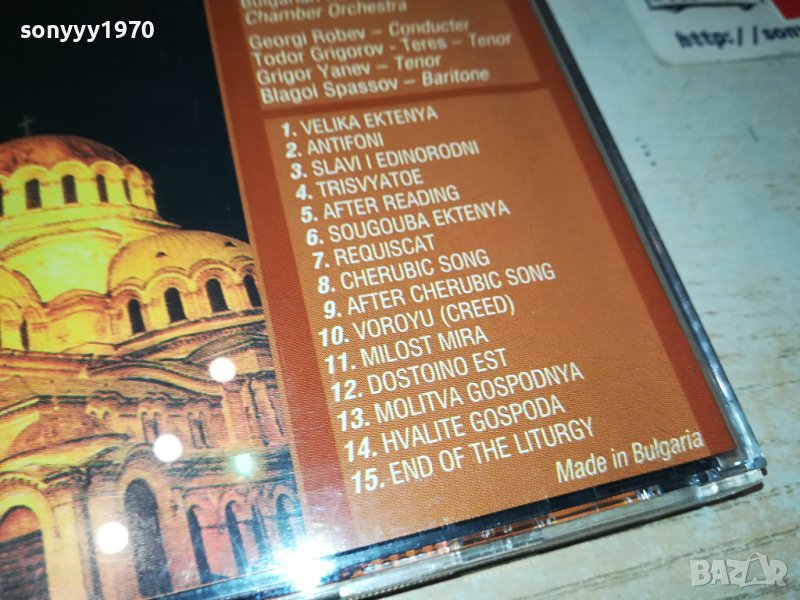 sonyyy1970
sonyyy1970
Bulgarian
Chamber Orchestra
Georgi Robev – Conducter
Todor Grigorov - Teres – Tenor
Grigor Yanev – Tenor
Blagoi Spassov – Baritone
1. VELIKA EKTENYA
2. ANTIFONI
3. SLAVI I EDINORODNI
4. TRISVYATOE
5. AFTER READING
6. SOUGOUBA EKTENYA
7. REQUISCAT
8. CHERUBIC SONG
9. AFTER CHERUBIC SONG
10. VOROYU (CREED)
11. MILOST MIRA
12. DOSTOINO EST
13. MOLITVA GOSPODNYA
14. HVALITE GOSPODA
15. END OF THE LITURGY
Made in Bulgaria
http://son
BAZAR